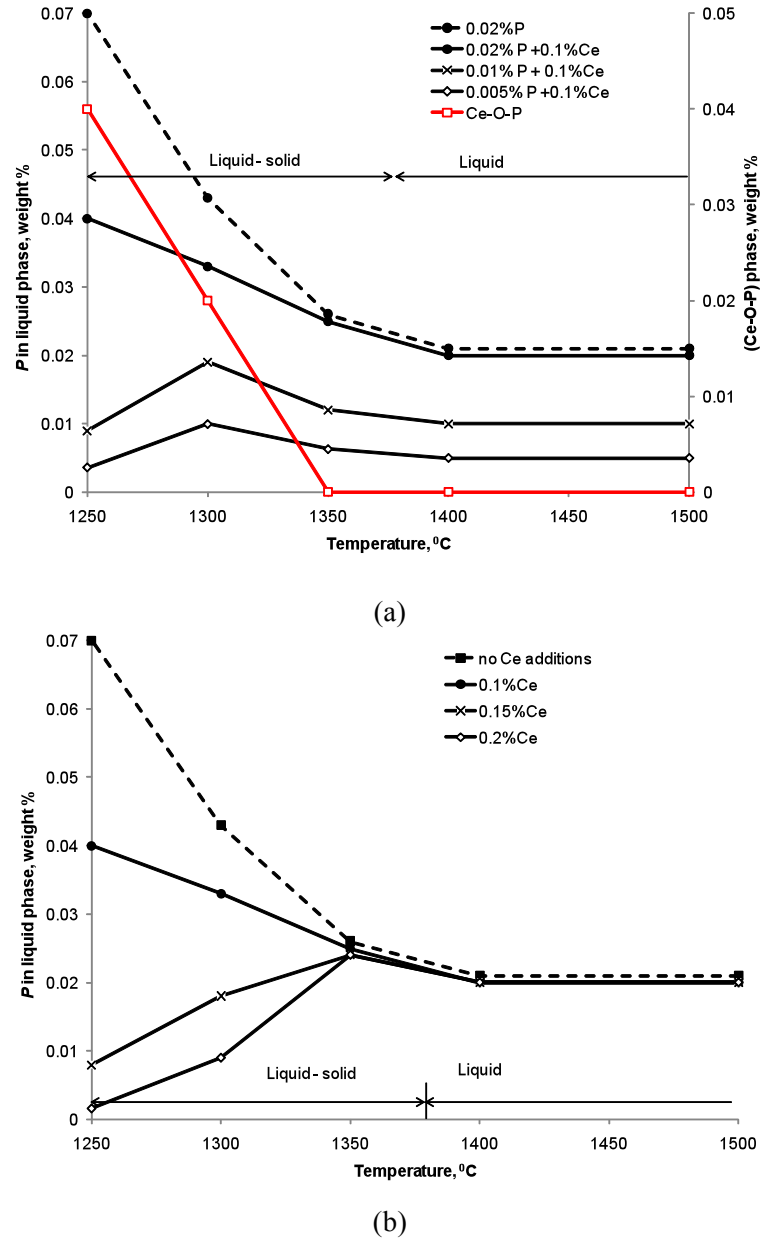 0.07
0.06
0.05
0.04
0.03
0.02
0.01
0
P in liquid phase, weight %
0.02%P
0.02%P +0.1%Ce
0.01% P + 0.1%Ce
0.005% P +0.1%Ce
Ce-O-P
Liquid- solid
Liquid
0.05
0.04
0.03
0.02
0.01
0
(Ce-O-P) phase, weight %
1250 1300 1350 1400 1450 1500
Temperature, ⁰C
(a)
0.07
0.06
0.05
0.04
0.03
0.02
0.01
0
P in liquid phase, weight %
no Ce additions
0.1%Ce
0.15%Ce
0.2%Ce
Liquid- solid
Liquid
1250 1300 1350 1400 1450 1500
Temperature, ⁰C
(b)